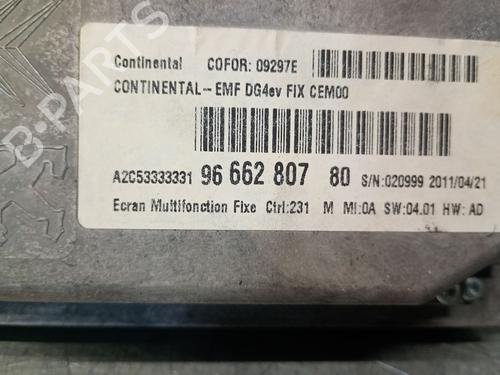 Continental COFOR: 09297E
CONTINENTAL-- EMF DG4ev FIX CEM00
A2C53333331 96 662 807 80 S/N:020999 2011/04/21
Ecran Multifonction Fixe Ctrl:231 M MI:0A SW:04.01 HW: AD
B-PARTS